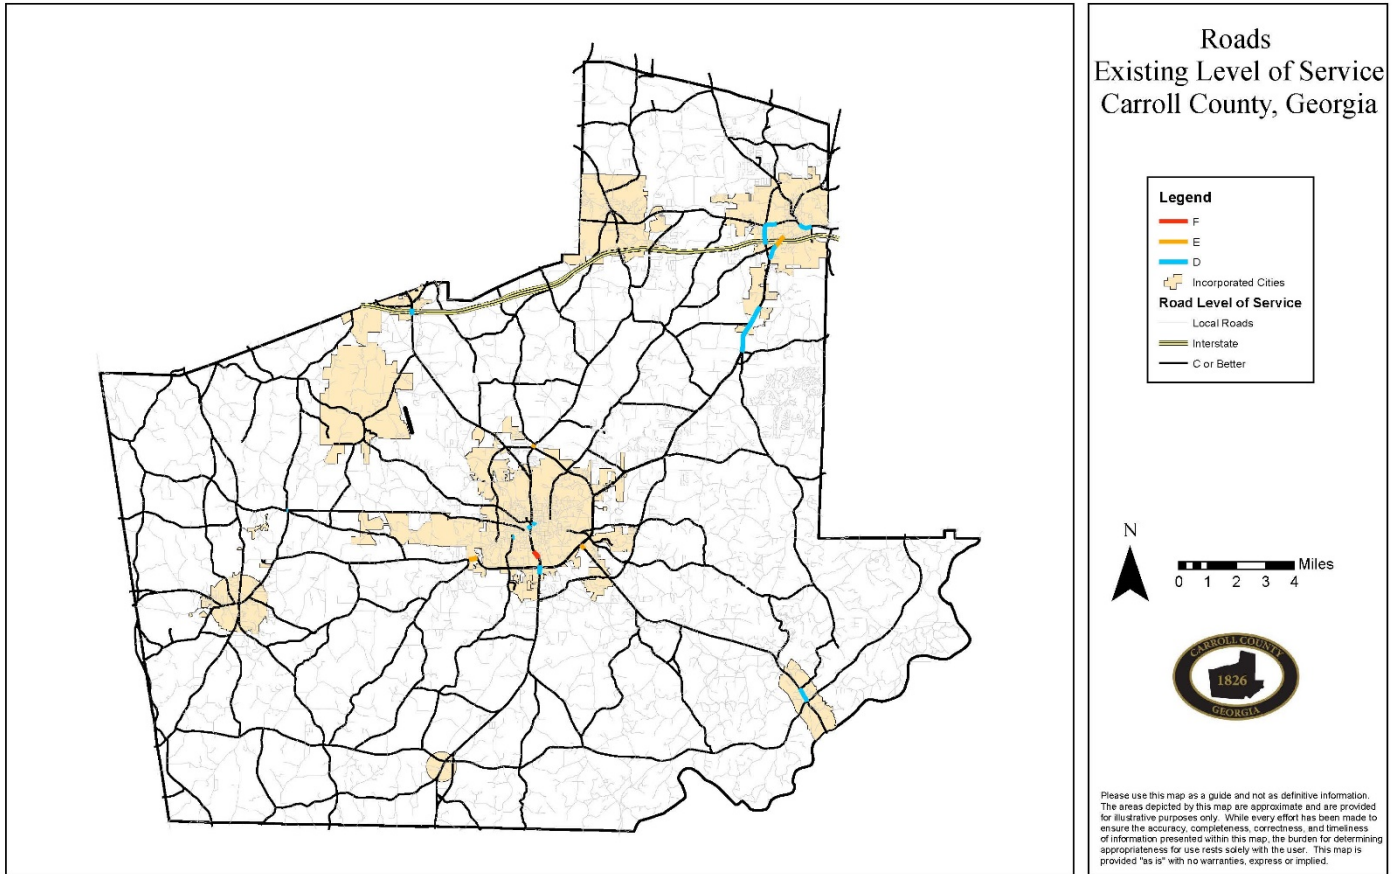 Roads
Existing Level of Service
Carroll County, Georgia
Legend
F
E
D
Incorporated Cities
Road Level of Service
Local Roads
Interstate
C or Better
N
Miles
0 1 2 3 4
CARROLL COUNTY
1826
GEORGIA
Please use this map as a guide and not as definitive information.
The areas depicted by this map are approximate and are provided
for illustrative purposes only. While every effort has been made to
ensure the accuracy, completeness, correctness, and timeliness
of information presented within this map, the burden for determining
appropriateness for use rests solely with the user. This map is
provided "as is" with no warranties, express or implied.